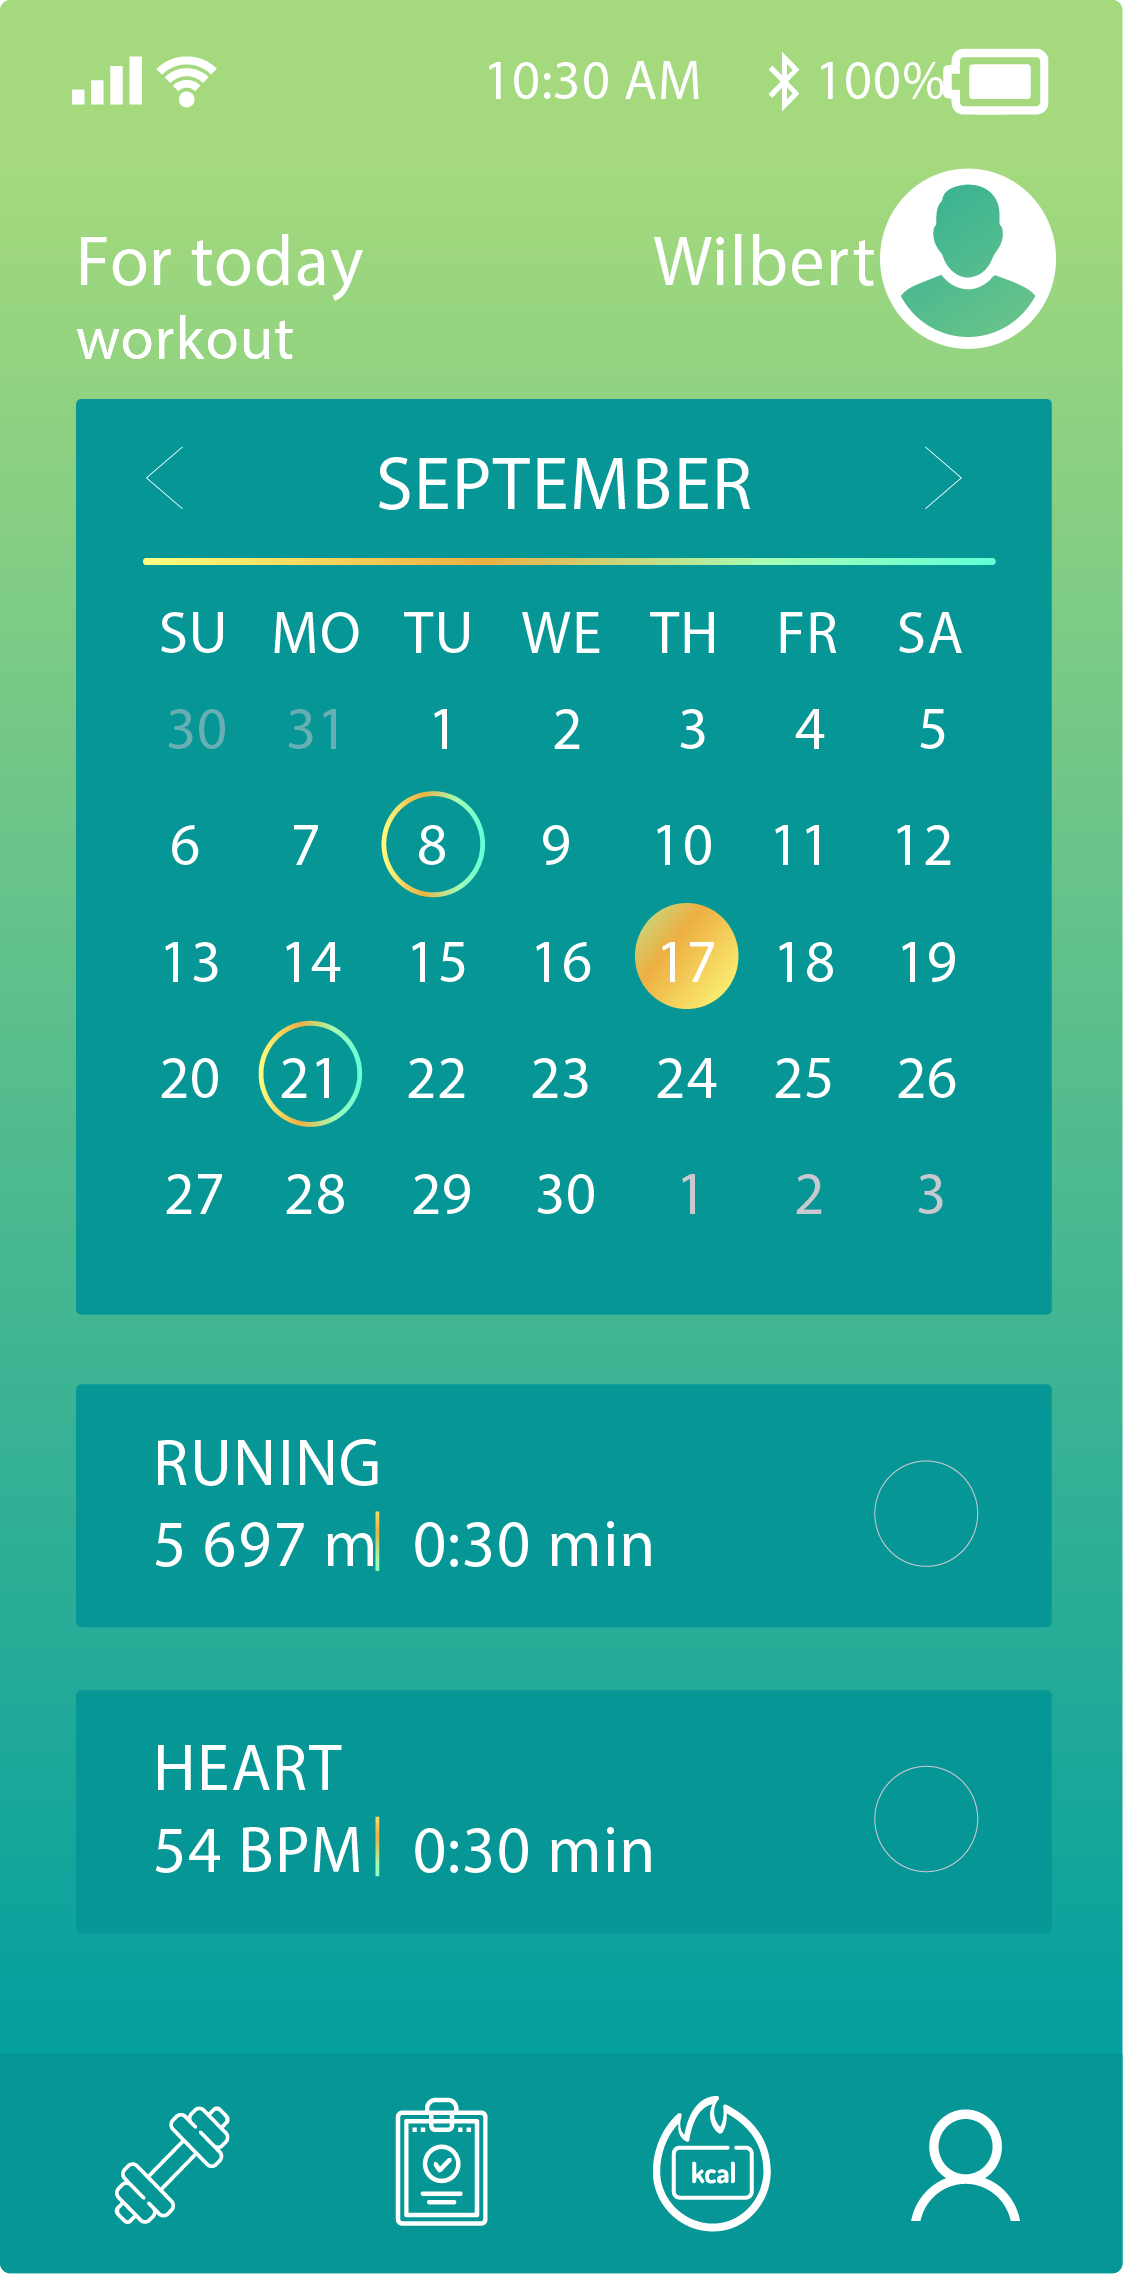 10:30 AM 100%
For today Wilbert
workout
SEPTEMBER
SU MO TU WE TH FR SA
30 31 1 2 3 4 5
6 7 8 9 10 11 12
13 14 15 16 17 18 19
20 21 22 23 24 25 26
27 28 29 30 1 2 3
RUNING
5 697 m 0:30 min
HEART
54 BPM 0:30 min
kcal